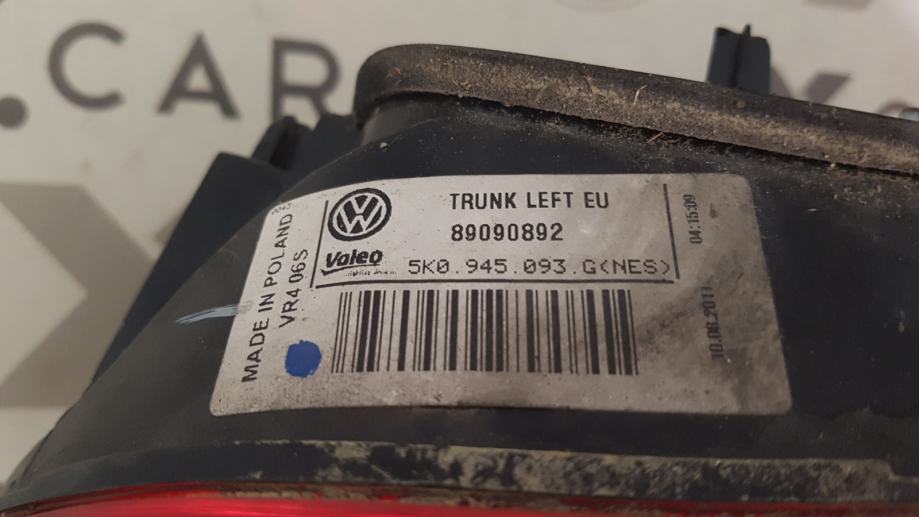 .CAR
TRUNK LEFT EU
89090892
Valeo
5K0.945.093.G(NES)
MADE IN POLAND
VR4 06S
04:15:09
10.08.2011